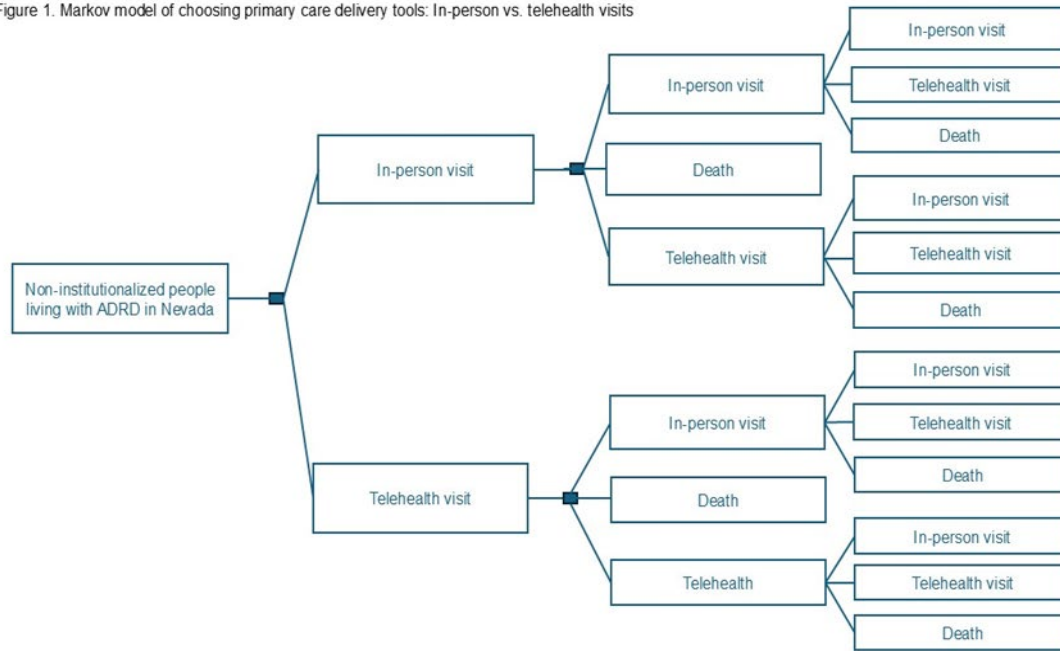 Figure 1. Markov model of choosing primary care delivery tools: In-person vs. telehealth visits
Non-institutionalized people
living with ADRD in Nevada
In-person visit
Telehealth visit
In-person visit
Death
Telehealth visit
In-person visit
Death
Telehealth
In-person visit
Telehealth visit
Death
In-person visit
Telehealth visit
Death
In-person visit
Telehealth visit
Death
In-person visit
Telehealth visit
Death